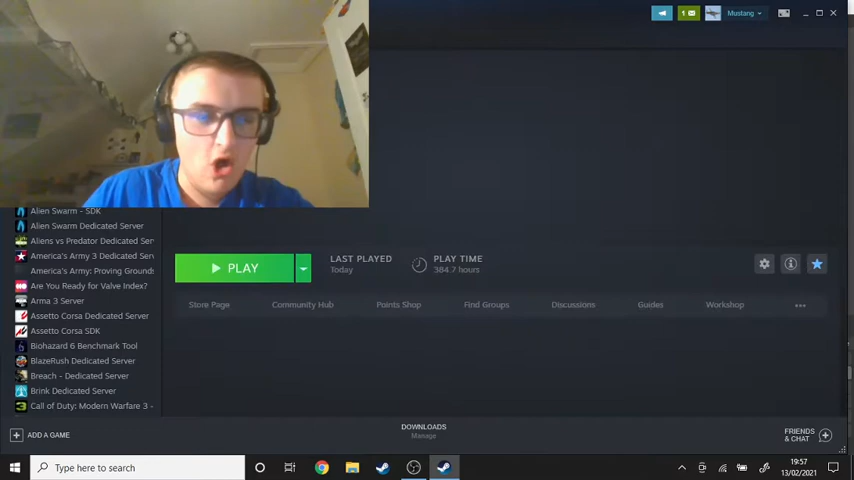 1
Mustang
Alien Swarm - SDK
Alien Swarm Dedicated Server
Aliens vs Predator Dedicated Ser
America's Army 3 Dedicated Ser
America's Army: Proving Grounds
Are You Ready for Valve Index?
Arma 3 Server
Assetto Corsa Dedicated Server
Assetto Corsa SDK
Biohazard 6 Benchmark Tool
BlazeRush Dedicated Server
Breach - Dedicated Server
Brink Dedicated Server
Call of Duty: Modern Warfare 3 -
PLAY
LAST PLAYED
Today
PLAY TIME
384.7 hours
Store Page
Community Hub
Points Shop
Find Groups
Discussions
Guides
Workshop
ADD A GAME
DOWNLOADS
Manage
FRIENDS
& CHAT
Type here to search
19:57
13/02/2021